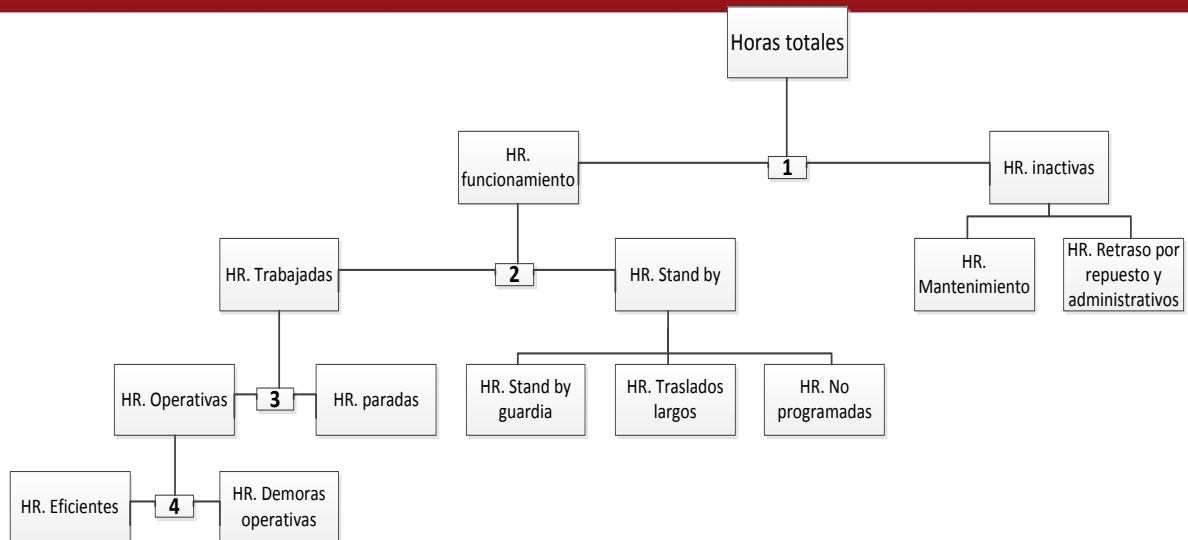 Horas totales
HR.
funcionamiento
1
HR. inactivas
HR. Trabajadas
2
HR. Stand by
HR.
Mantenimiento
HR. Retraso por
repuesto y
administrativos
HR. Operativas
3
HR. paradas
HR. Stand by
guardia
HR. Traslados
largos
HR. No
programadas
HR. Eficientes
4
HR. Demoras
operativas